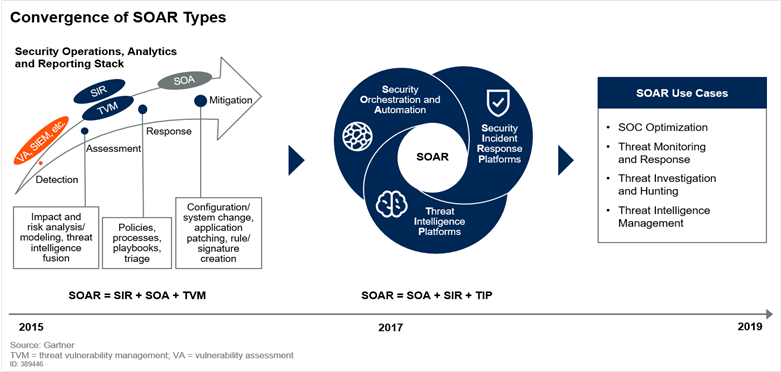 Convergence of SOAR Types
Security Operations, Analytics
and Reporting Stack
VA, SIEM, etc.
SIR
TVM
SOA
Mitigation
Response
Assessment
Detection
Impact and
risk analysis/
modeling, threat
intelligence
fusion
Policies,
processes,
playbooks,
triage
Configuration/
system change,
application
patching, rule/
signature
creation
SOAR = SIR + SOA + TVM
Security
Orchestration and
Automation
Security
Incident
Response
Platforms
SOAR
Threat
Intelligence
Platforms
SOAR = SOA + SIR + TIP
SOAR Use Cases
• SOC Optimization
• Threat Monitoring
and Response
• Threat Investigation
and Hunting
• Threat Intelligence
Management
2015
2017
2019
Source: Gartner
TVM = threat vulnerability management; VA = vulnerability assessment
ID: 389446